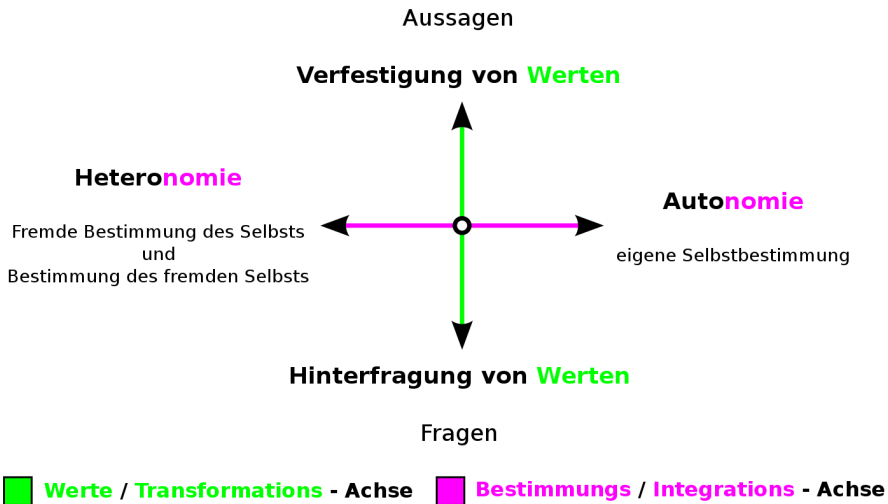 Aussagen
Verfestigung von Werten
Heteronomie
Fremde Bestimmung des Selbsts
und
Bestimmung des fremden Selbsts
Autonomie
eigene Selbstbestimmung
Hinterfragung von Werten
Fragen
Werte / Transformations - Achse
Bestimmungs / Integrations - Achse